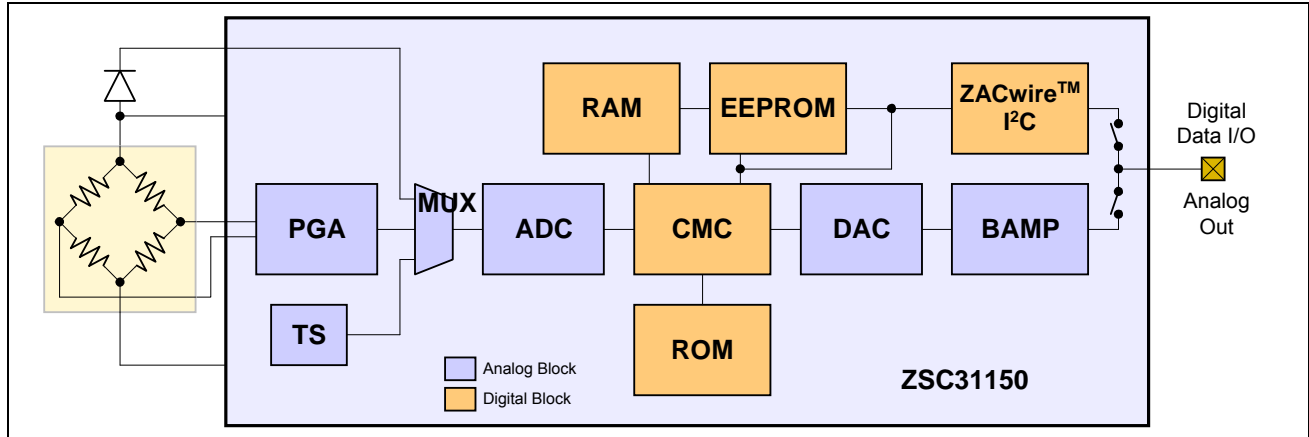 RAM
EEPROM
ZACwire™
I²C
Digital
Data I/O
Analog
Out
PGA
MUX
ADC
CMC
DAC
BAMP
TS
ROM
Analog Block
Digital Block
ZSC31150